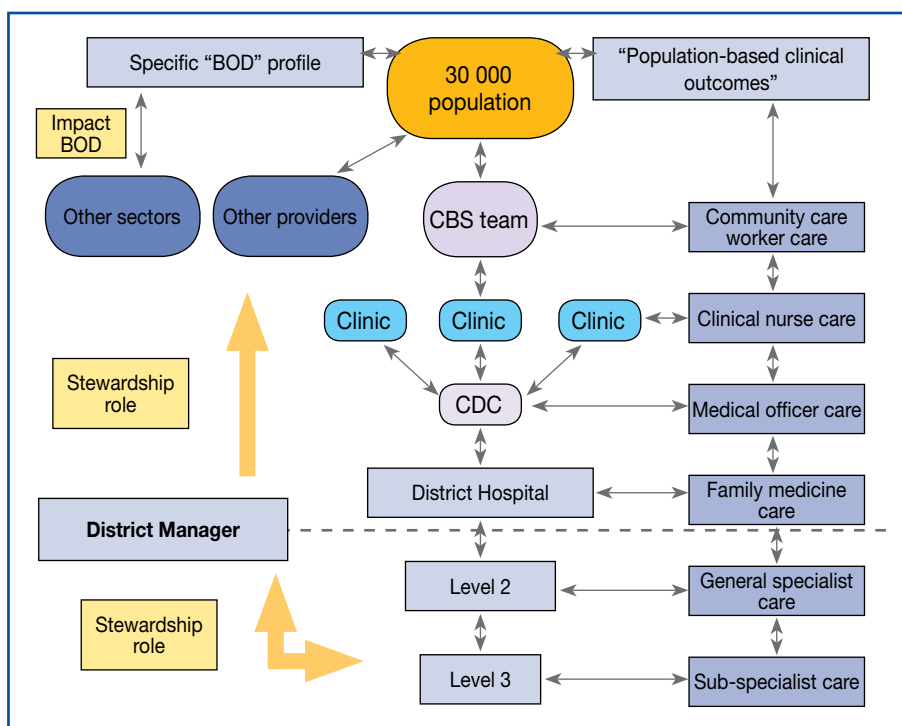 Specific “BOD” profile
30 000
population
“Population-based clinical
outcomes”
Impact
BOD
Other sectors
Other providers
CBS team
Community care
worker care
Clinic
Clinic
Clinic
Clinical nurse care
Stewardship
role
CDC
Medical officer care
District Hospital
Family medicine
care
District Manager
Level 2
General specialist
care
Stewardship
role
Level 3
Sub-specialist care